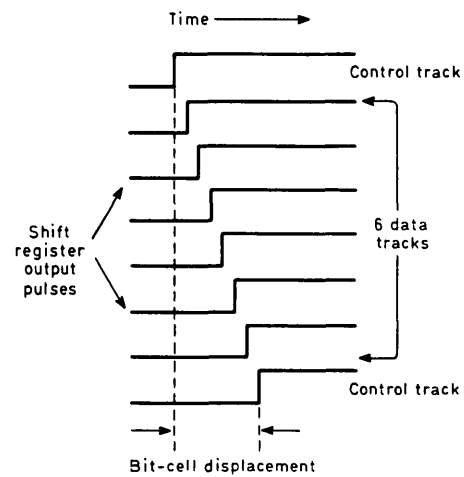 Time
Control track
6 data
tracks
Shift
register
output
pulses
Control track
Bit-cell displacement